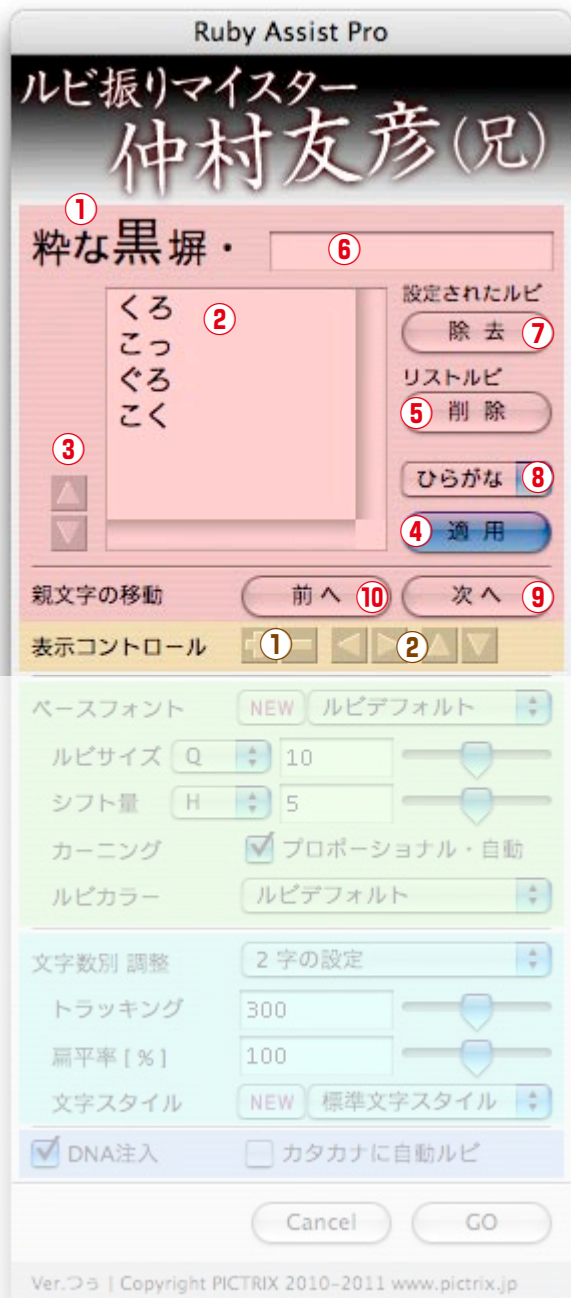 Ruby Assist Pro
ルビ振りマイスター
仲村友彦(兄)
①
粋な黒塀・ ⑥
設定されたルビ
くろ ②
除去 ⑦
こっ
ぐろ
リストルビ
こく
⑤ 削除
③
ひらがな ⑧
④ 適用
親文字の移動 前へ ⑩ 次へ ⑨
表示コントロール ① ②
ベースフォント NEW ルビデフォルト
ルビサイズ Q 10
シフト量 H 5
カーニング プロポーショナル・自動
ルビカラー ルビデフォルト
文字数別 調整 2 字の設定
トラッキング 300
扁平率 [ % ] 100
文字スタイル NEW 標準文字スタイル
DNA注入 カタカナに自動ルビ
Cancel GO
Ver.つぅ | Copyright PICTRIX 2010-2011 www.pictrix.jp